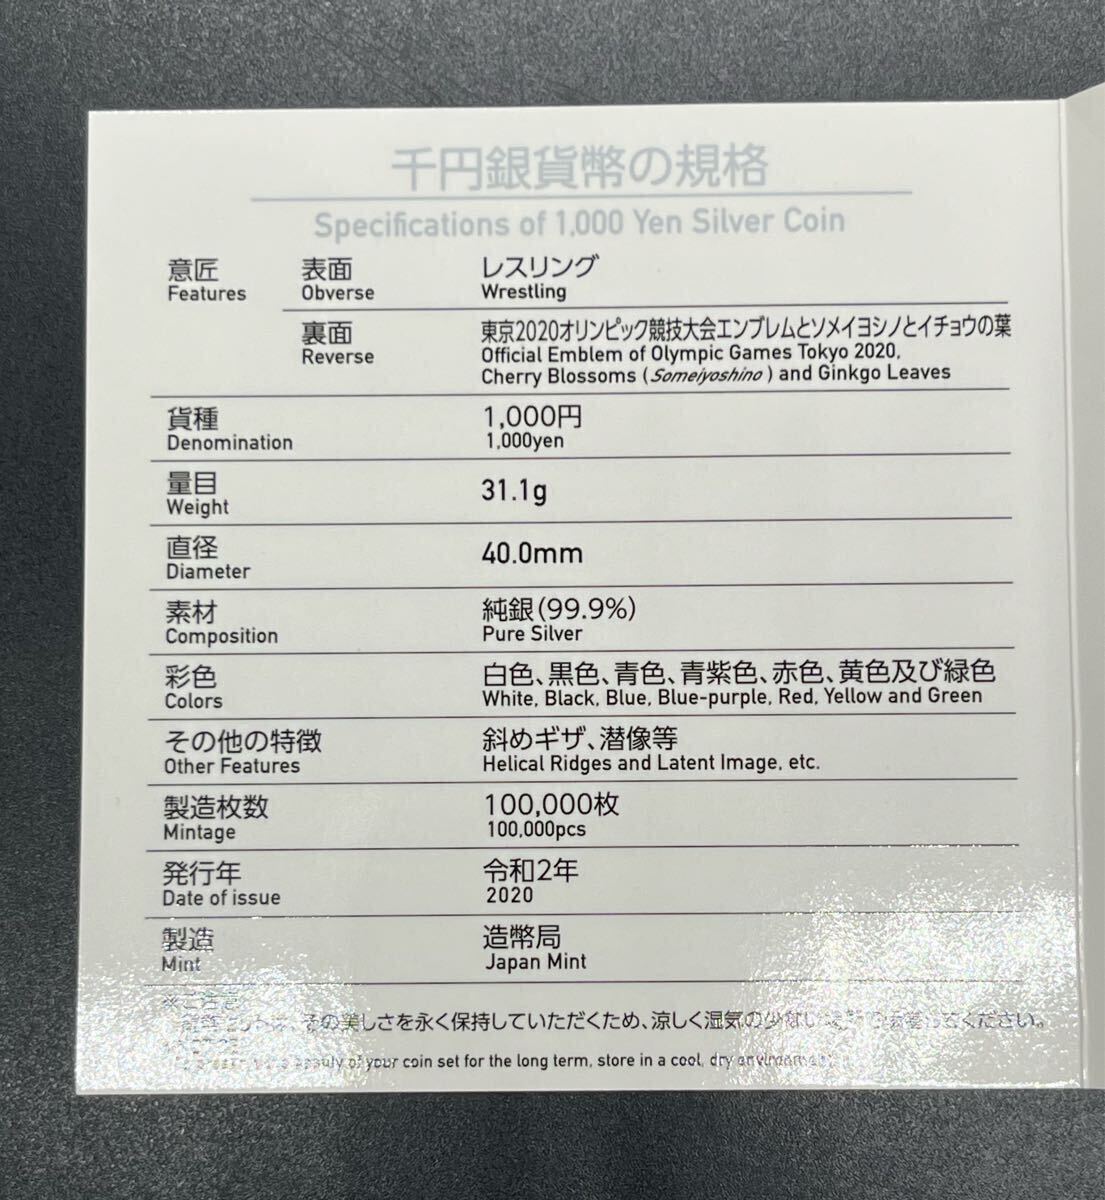 千円銀貨幣の規格
Specifications of 1,000 Yen Silver Coin
意匠 表面 レスリング
Features Obverse Wrestling
裏面 東京2020オリンピック競技大会エンブレムとソメイヨシノとイチョウの葉
Reverse Official Emblem of Olympic Games Tokyo 2020,
Cherry Blossoms (Someiyoshino) and Ginkgo Leaves
貨種 1,000円
Denomination 1,000yen
量目 31.1g
Weight
直径 40.0mm
Diameter
素材 純銀(99.9%)
Composition Pure Silver
彩色 白色、黒色、青色、青紫色、赤色、黄色及び緑色
Colors White, Black, Blue, Blue-purple, Red, Yellow and Green
その他の特徴 斜めギザ、潜像等
Other Features Helical Ridges and Latent Image, etc.
製造枚数 100,000枚
Mintage 100,000pcs
発行年 令和2年
Date of issue 2020
製造 造幣局
Mint Japan Mint
※ご注意
その美しさを永く保持していただくため、涼しく湿気の少ない ください。
beauty of your coin set for the long term, store in a cool, dry environment